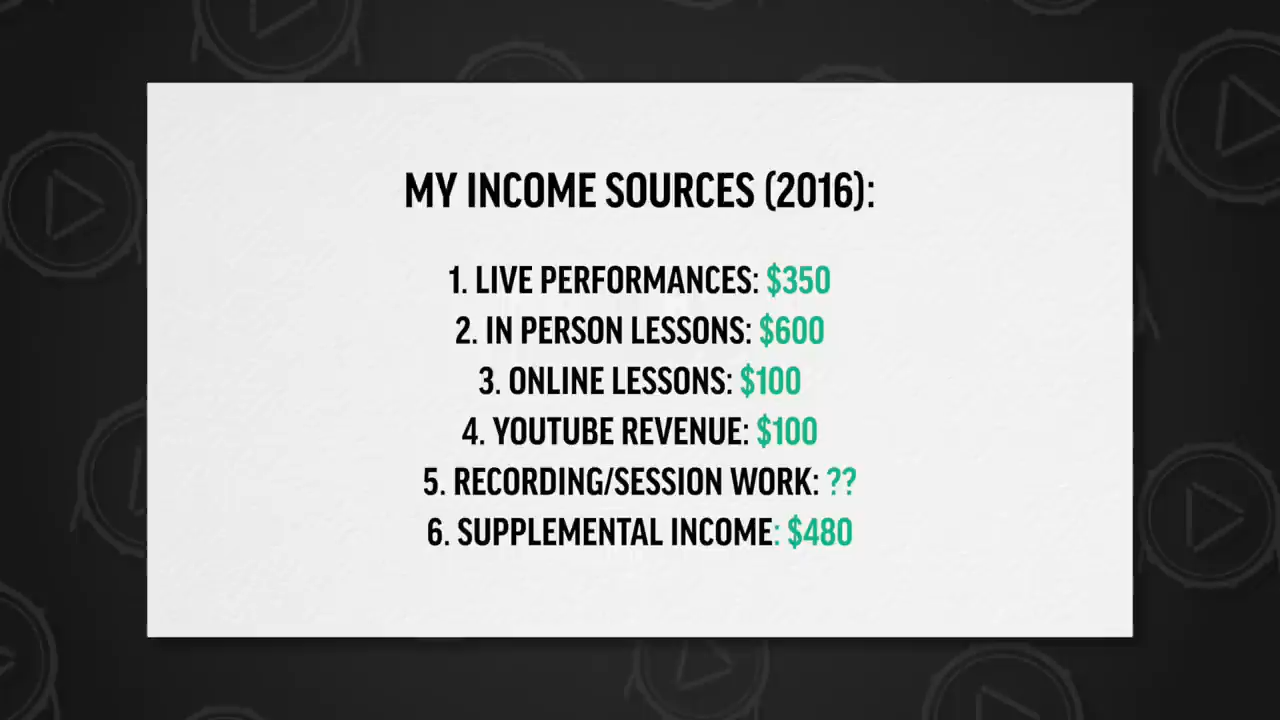 MY INCOME SOURCES (2016):
1. LIVE PERFORMANCES: $350
2. IN PERSON LESSONS: $600
3. ONLINE LESSONS: $100
4. YOUTUBE REVENUE: $100
5. RECORDING/SESSION WORK: ??
6. SUPPLEMENTAL INCOME: $480